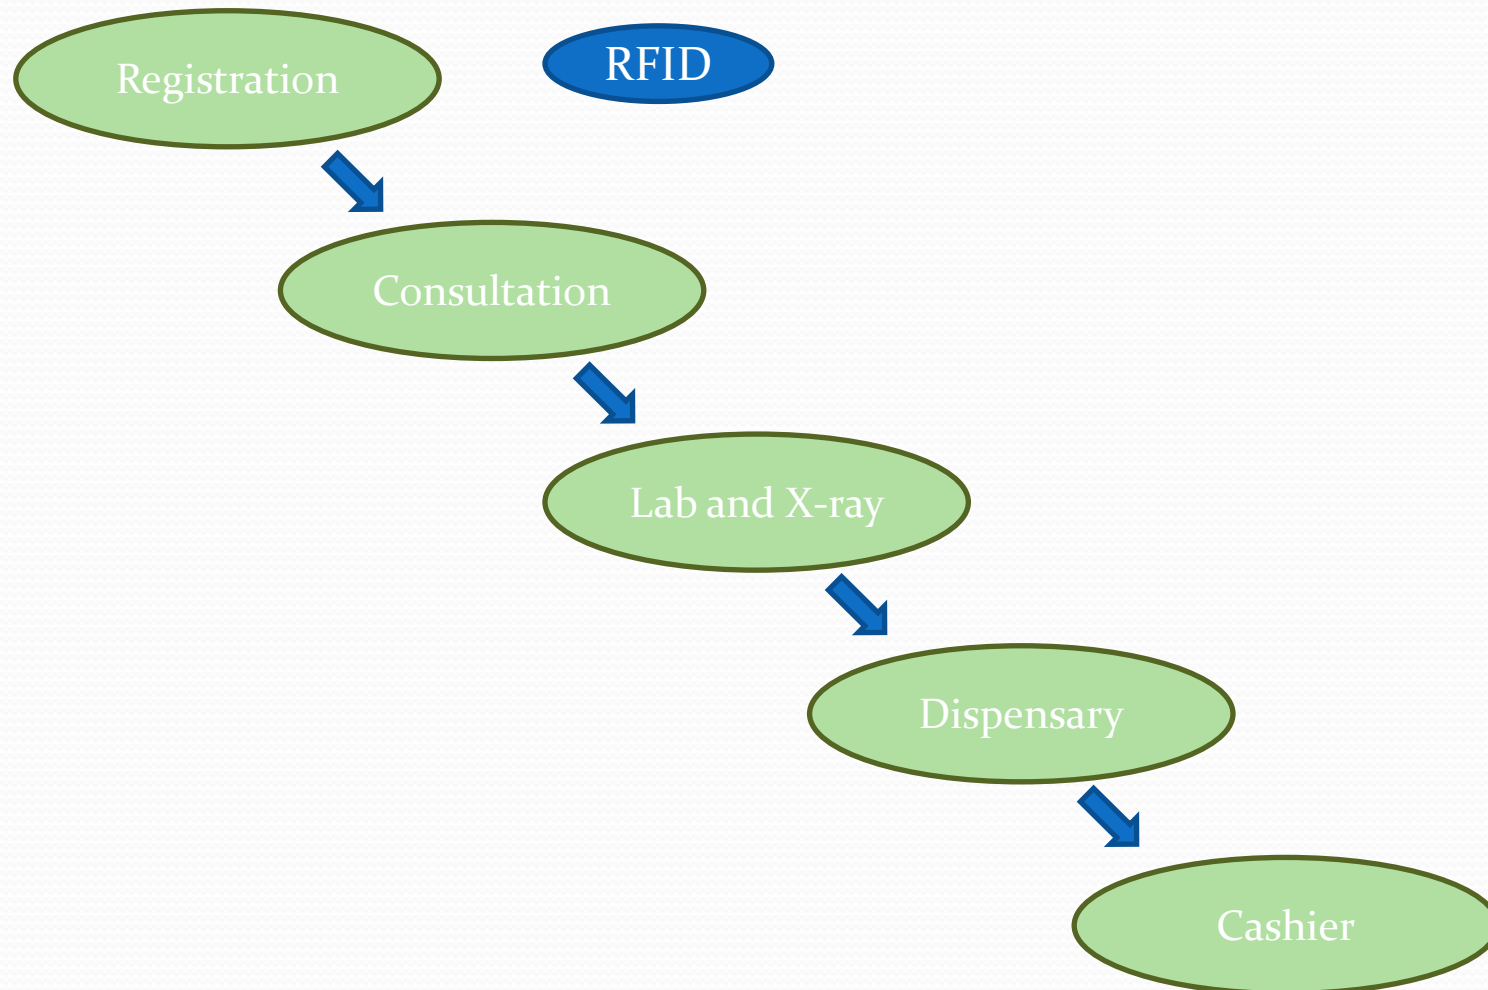 Registration
RFID
Consultation
Lab and X-ray
Dispensary
Cashier